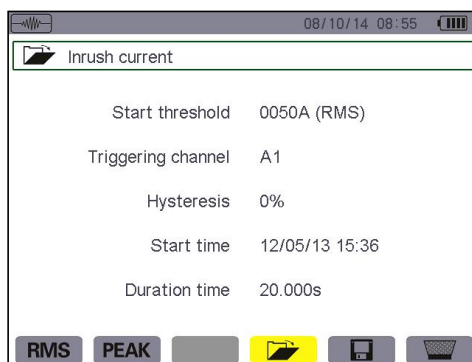 08/10/14 08:55
Inrush current
Start threshold 0050A (RMS)
Triggering channel A1
Hysteresis 0%
Start time 12/05/13 15:36
Duration time 20.000s
RMS PEAK